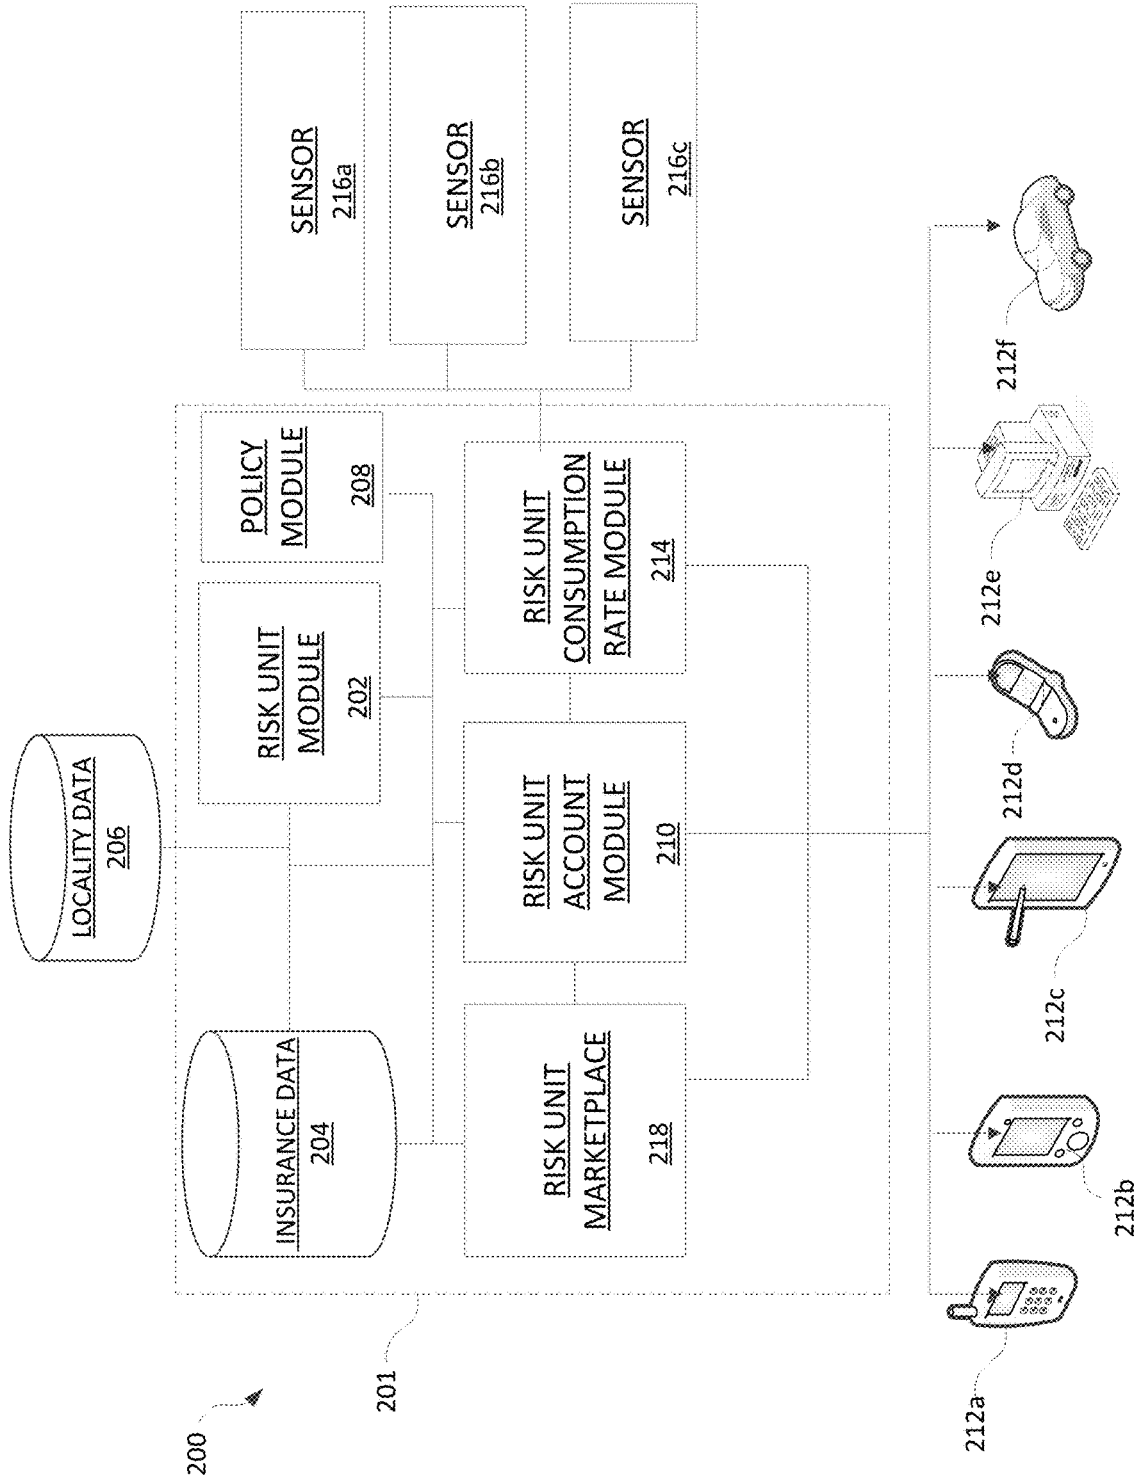 200
201
LOCALITY DATA
206
INSURANCE DATA
204
RISK UNIT
MODULE
202
POLICY
MODULE
208
RISK UNIT
MARKETPLACE
218
RISK UNIT
ACCOUNT
MODULE
210
RISK UNIT
CONSUMPTION
RATE MODULE
214
SENSOR
216a
SENSOR
216b
SENSOR
216c
212a
212b
212c
212d
212e
212f